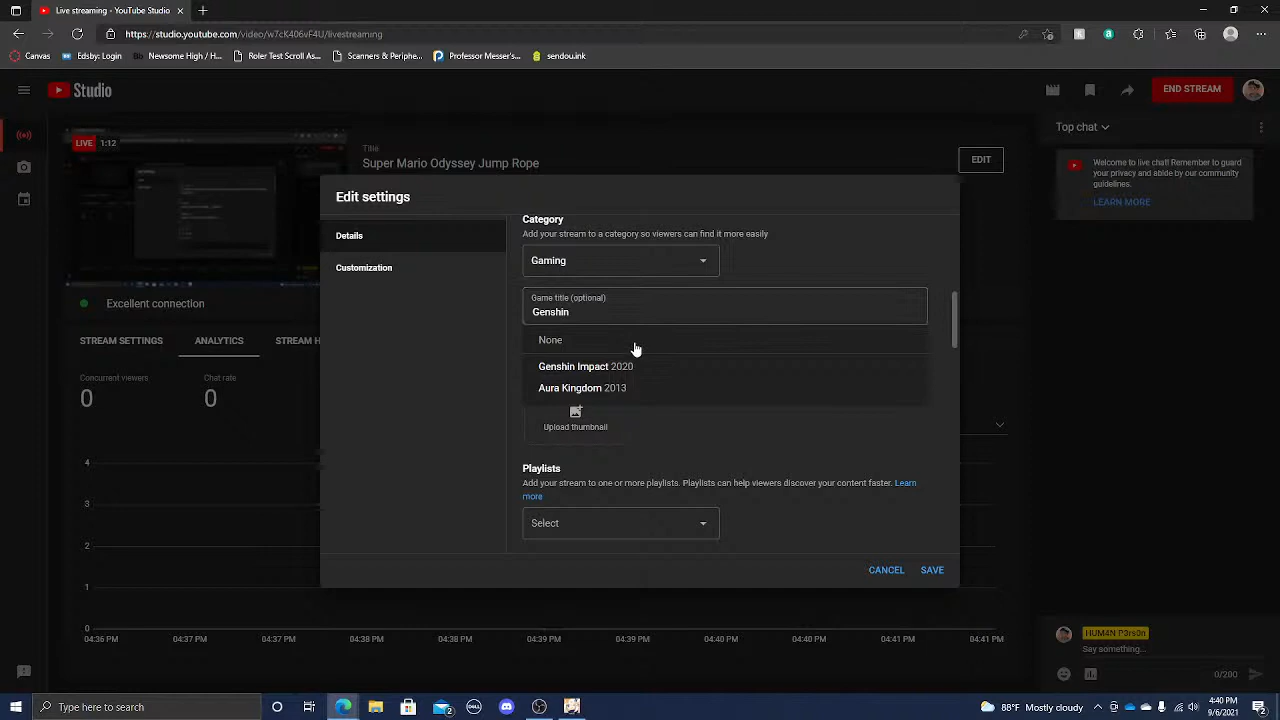 Live streaming - YouTube Studio
https://studio.youtube.com/video/w7cK406vF4U/livestreaming
Canvas
Edsby: Login
Newsome High / H...
Roler Test Scroll As...
Scanners & Peripher...
Professor Moster's...
sendou.ink
Studio
END STREAM
LIVE 1:12
Title
Super Mario Odyssey Jump Rope
EDIT
Top chat
Welcome to live chat! Remember to guard
your privacy and abide by our community
guidelines.
LEARN MORE
Edit settings
Details
Customization
Category
Add your stream to a category so viewers can find it more easily
Gaming
Game title (optional)
Genshin
None
Genshin Impact 2020
Aura Kingdom 2013
Upload thumbnail
Playlists
Add your stream to one or more playlists. Playlists can help viewers discover your content faster. Learn
more
Select
CANCEL SAVE
Excellent connection
STREAM SETTINGS ANALYTICS STREAM H
Concurrent viewers Chat rate
0 0
4
3
2
1
0
04:36 PM 04:37 PM 04:37 PM 04:38 PM 04:38 PM 04:39 PM 04:39 PM 04:40 PM 04:40 PM 04:41 PM 04:41 PM
HUM4N P3rs0n
Say something...
0/200
Type here to search
2
DELL
88°F Mostly cloudy
4:40 PM
9/6/2021